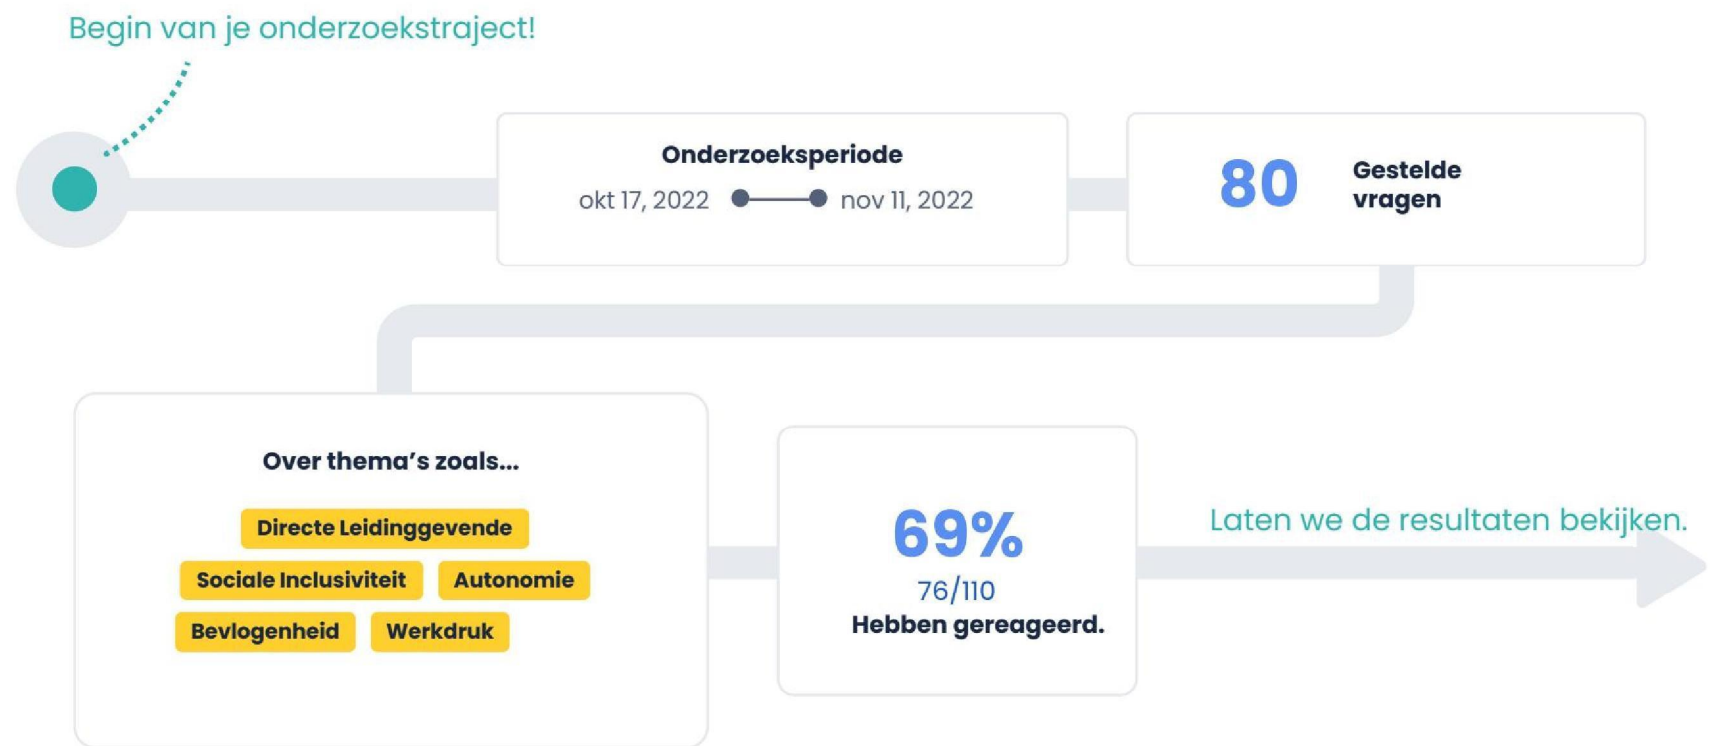 Begin van je onderzoekstraject!
Onderzoeksperiode
okt 17, 2022 nov 11, 2022
80
Gestelde
vragen
Over thema's zoals...
Directe Leidinggevende
Sociale Inclusiviteit Autonomie
Bevlogenheid Werkdruk
69%
76/110
Hebben gereageerd.
Laten we de resultaten bekijken.